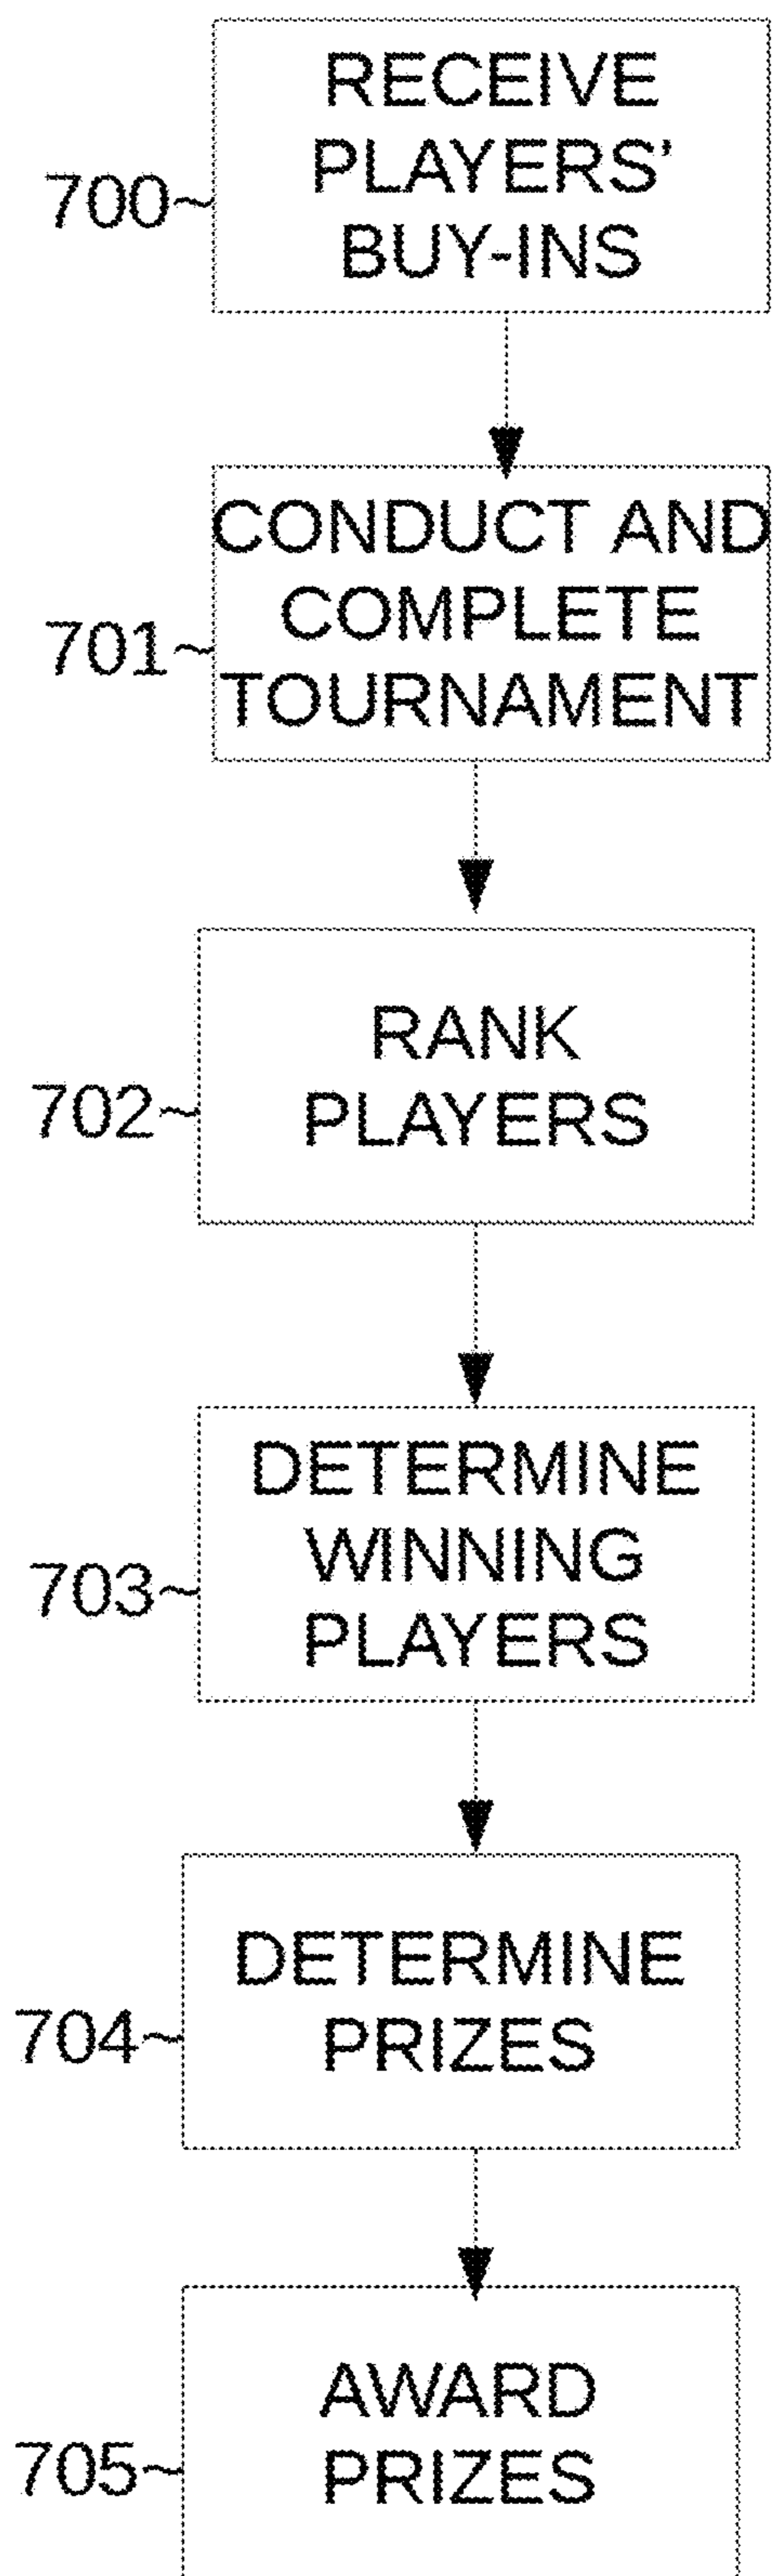 RECEIVE
PLAYERS'
BUY-INS
700
CONDUCT AND
COMPLETE
TOURNAMENT
701
RANK
PLAYERS
702
DETERMINE
WINNING
PLAYERS
703
DETERMINE
PRIZES
704
AWARD
PRIZES
705